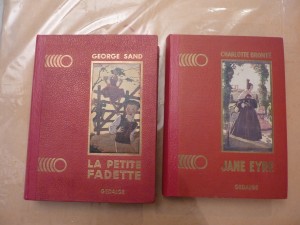 GEORGE SAND
LA PETITE
FADETTE
CHARLOTTE BRONTË
JANE EYRE